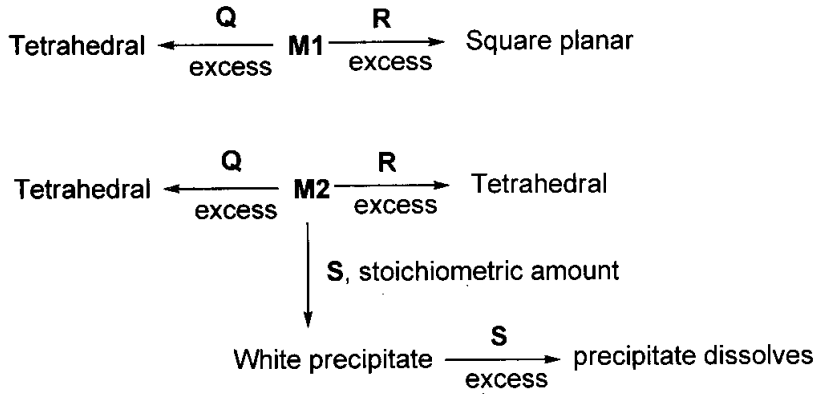 Q R
Tetrahedral M1 Square planar
excess excess
Q R
Tetrahedral M2 Tetrahedral
excess excess
S, stoichiometric amount
S
White precipitate precipitate dissolves
excess